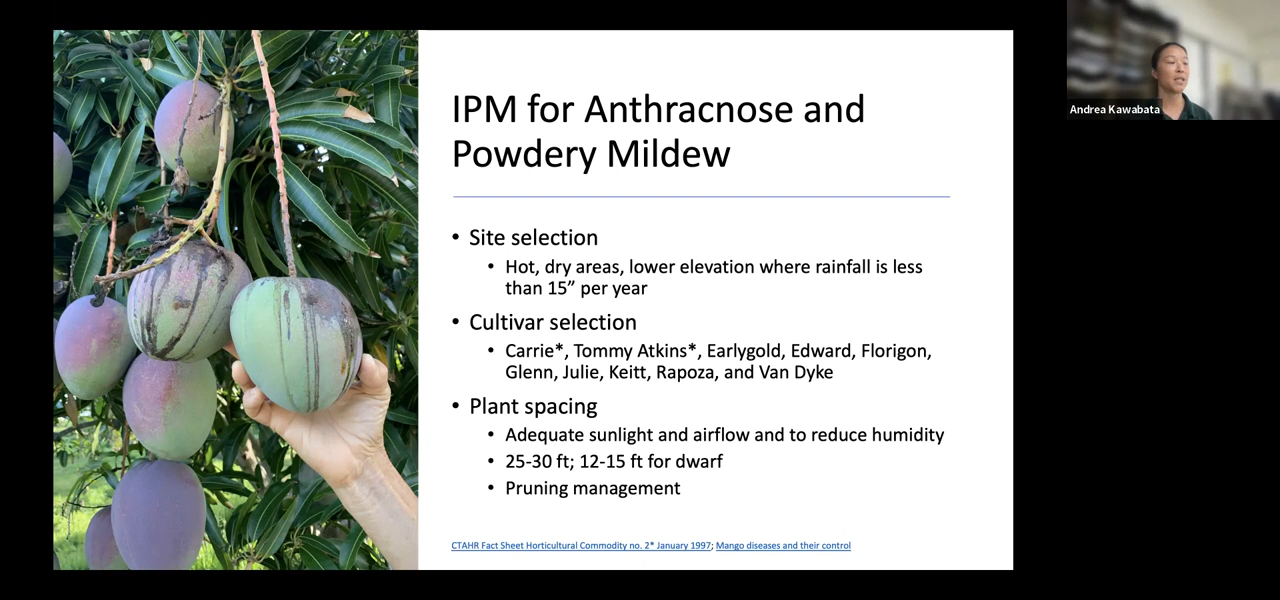 IPM for Anthracnose and
Powdery Mildew
• Site selection
• Hot, dry areas, lower elevation where rainfall is less
than 15” per year
• Cultivar selection
• Carrie*, Tommy Atkins*, Earlygold, Edward, Florigon,
Glenn, Julie, Keitt, Rapoza, and Van Dyke
• Plant spacing
• Adequate sunlight and airflow and to reduce humidity
• 25-30 ft; 12-15 ft for dwarf
• Pruning management
CTAHR Fact Sheet Horticultural Commodity no. 2* January 1997; Mango diseases and their control
Andrea Kawabata